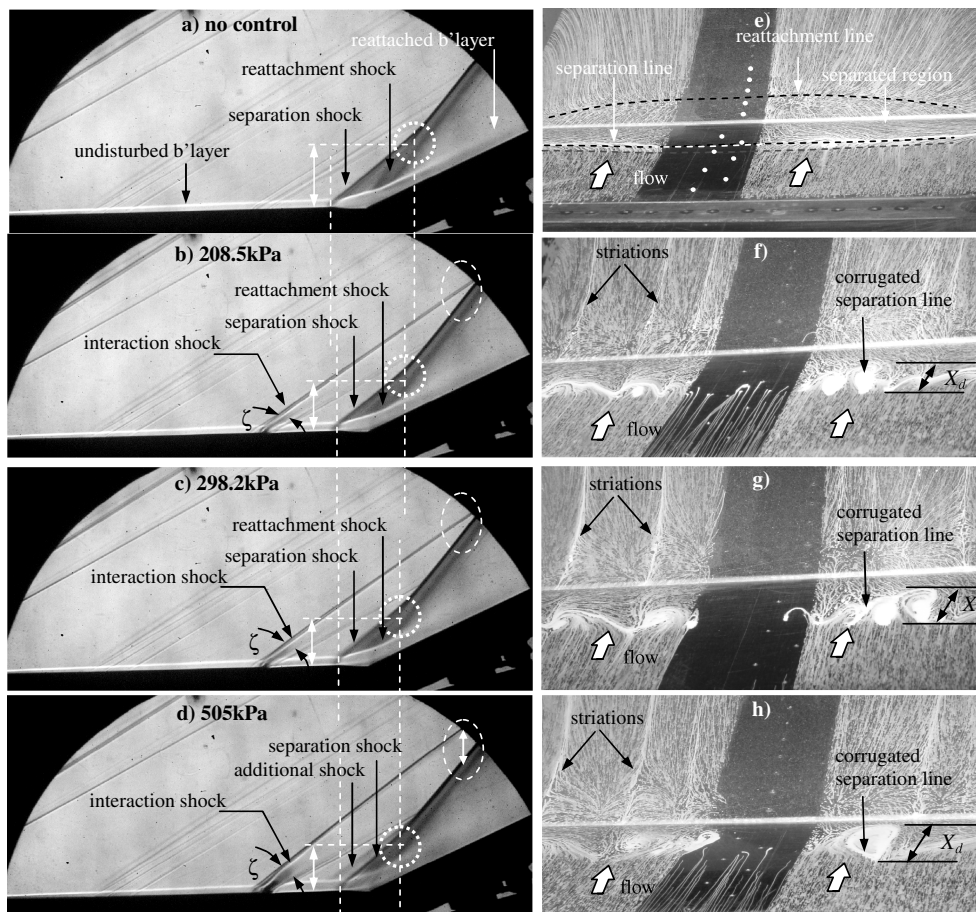 a) no control
reattached b'layer
reattachment shock
separation shock
undisturbed b'layer
b) 208.5kPa
reattachment shock
separation shock
interaction shock
ζ
c) 298.2kPa
reattachment shock
separation shock
interaction shock
ζ
d) 505kPa
separation shock
additional shock
interaction shock
ζ
e)
reattachment line
separation line
separated region
flow
f)
striations
corrugated
separation line
X_d
flow
g)
striations
corrugated
separation line
X
flow
h)
striations
corrugated
separation line
X_d
flow